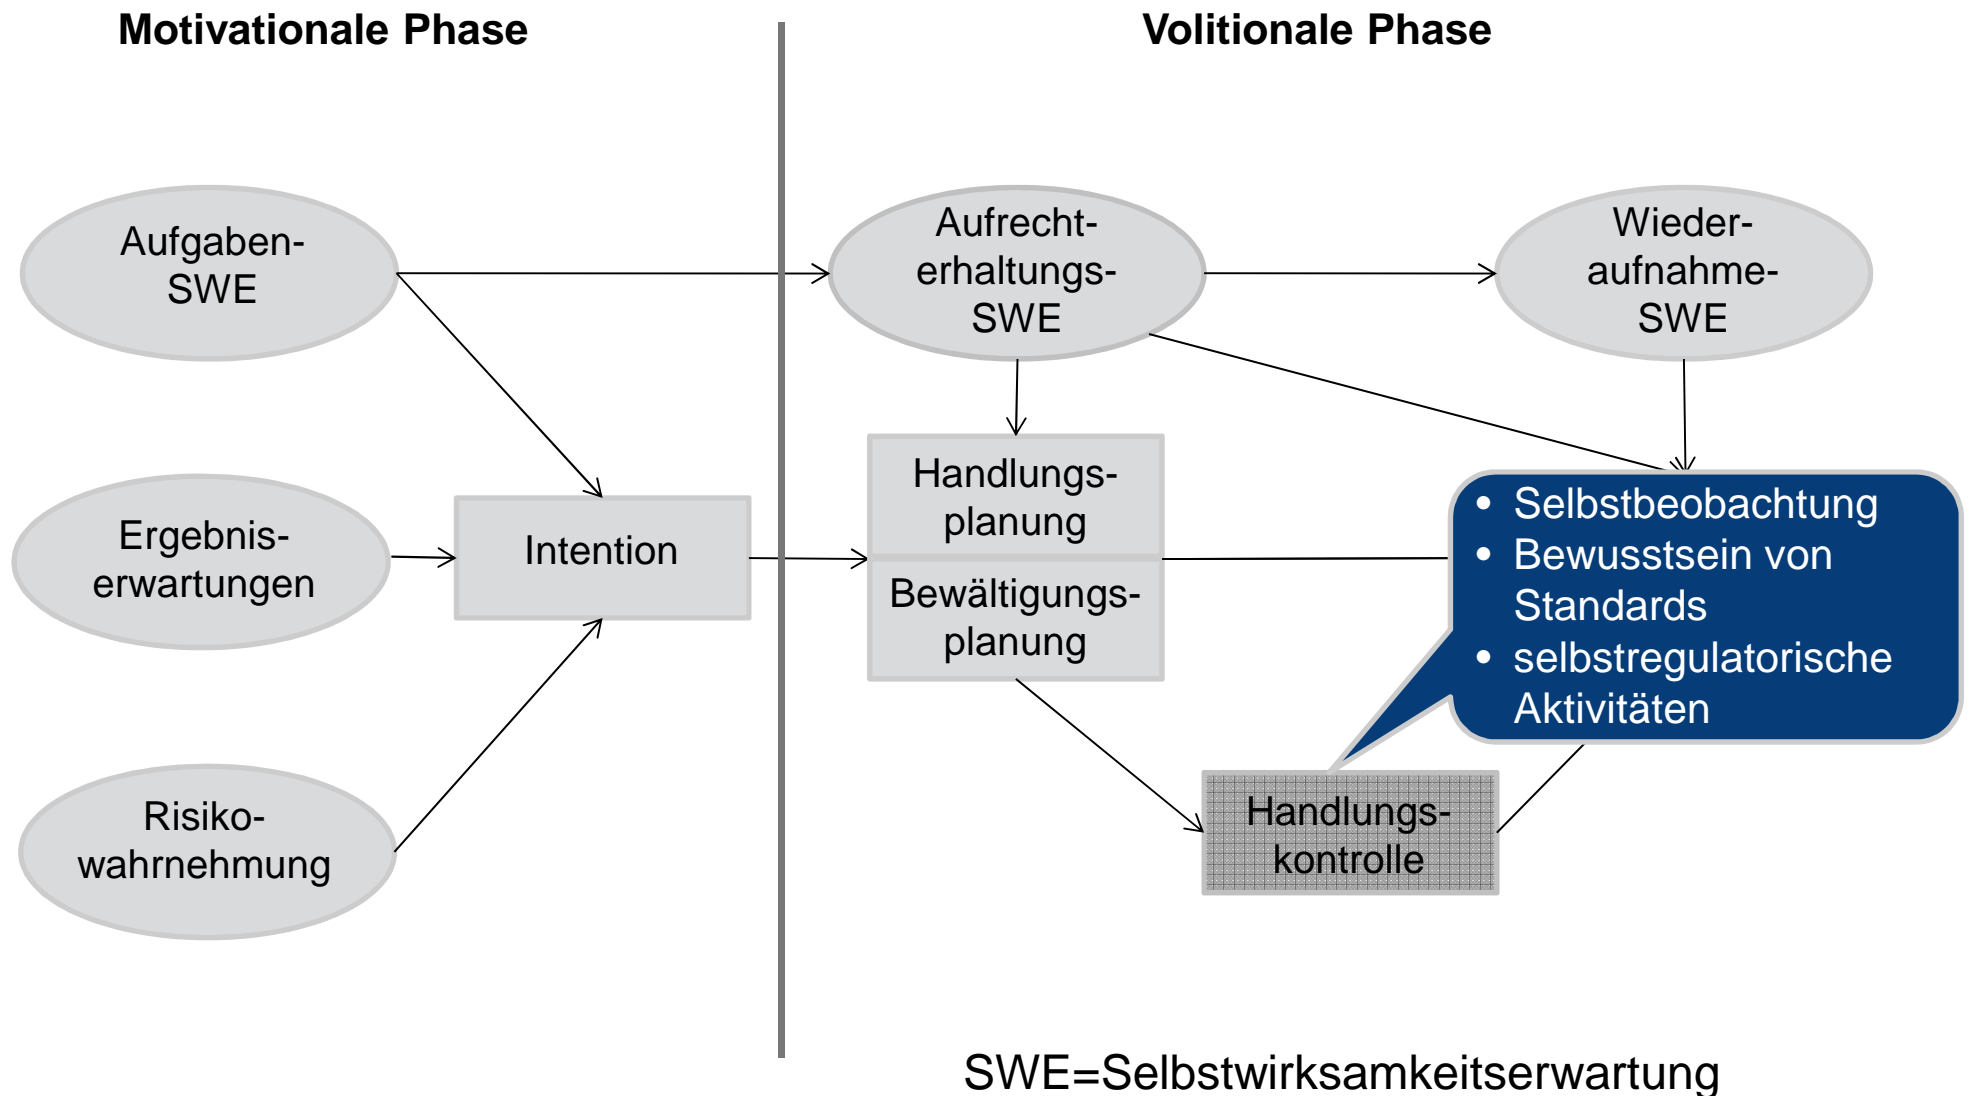 Motivationale Phase
Volitionale Phase
Aufgaben-
SWE
Aufrecht-
erhaltungs-
SWE
Wieder-
aufnahme-
SWE
Ergebnis-
erwartungen
Intention
Handlungs-
planung
Bewältigungs-
planung
• Selbstbeobachtung
• Bewusstsein von
Standards
• selbstregulatorische
Aktivitäten
Risiko-
wahrnehmung
Handlungs-
kontrolle
SWE=Selbstwirksamkeitserwartung